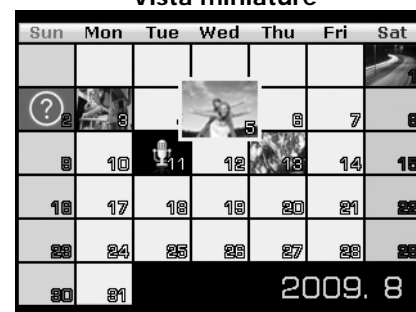 Vista miniature
Sun Mon Tue Wed Thu Fri Sat
1
? 2 3 5 6 7 8
9 10 11 12 13 14 15
16 17 18 19 20 21 22
23 24 25 26 27 28 29
30 31 2009. 8